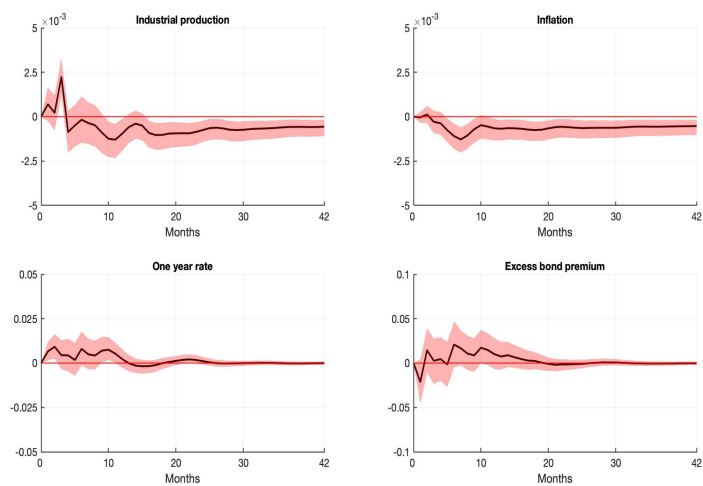 Industrial production
×10⁻³
5
2.5
0
-2.5
-5
0 10 20 30 42
Months
Inflation
×10⁻³
5
2.5
0
-2.5
-5
0 10 20 30 42
Months
One year rate
0.05
0.025
0
-0.025
-0.05
0 10 20 30 42
Months
Excess bond premium
0.1
0.05
0
-0.05
-0.1
0 10 20 30 42
Months